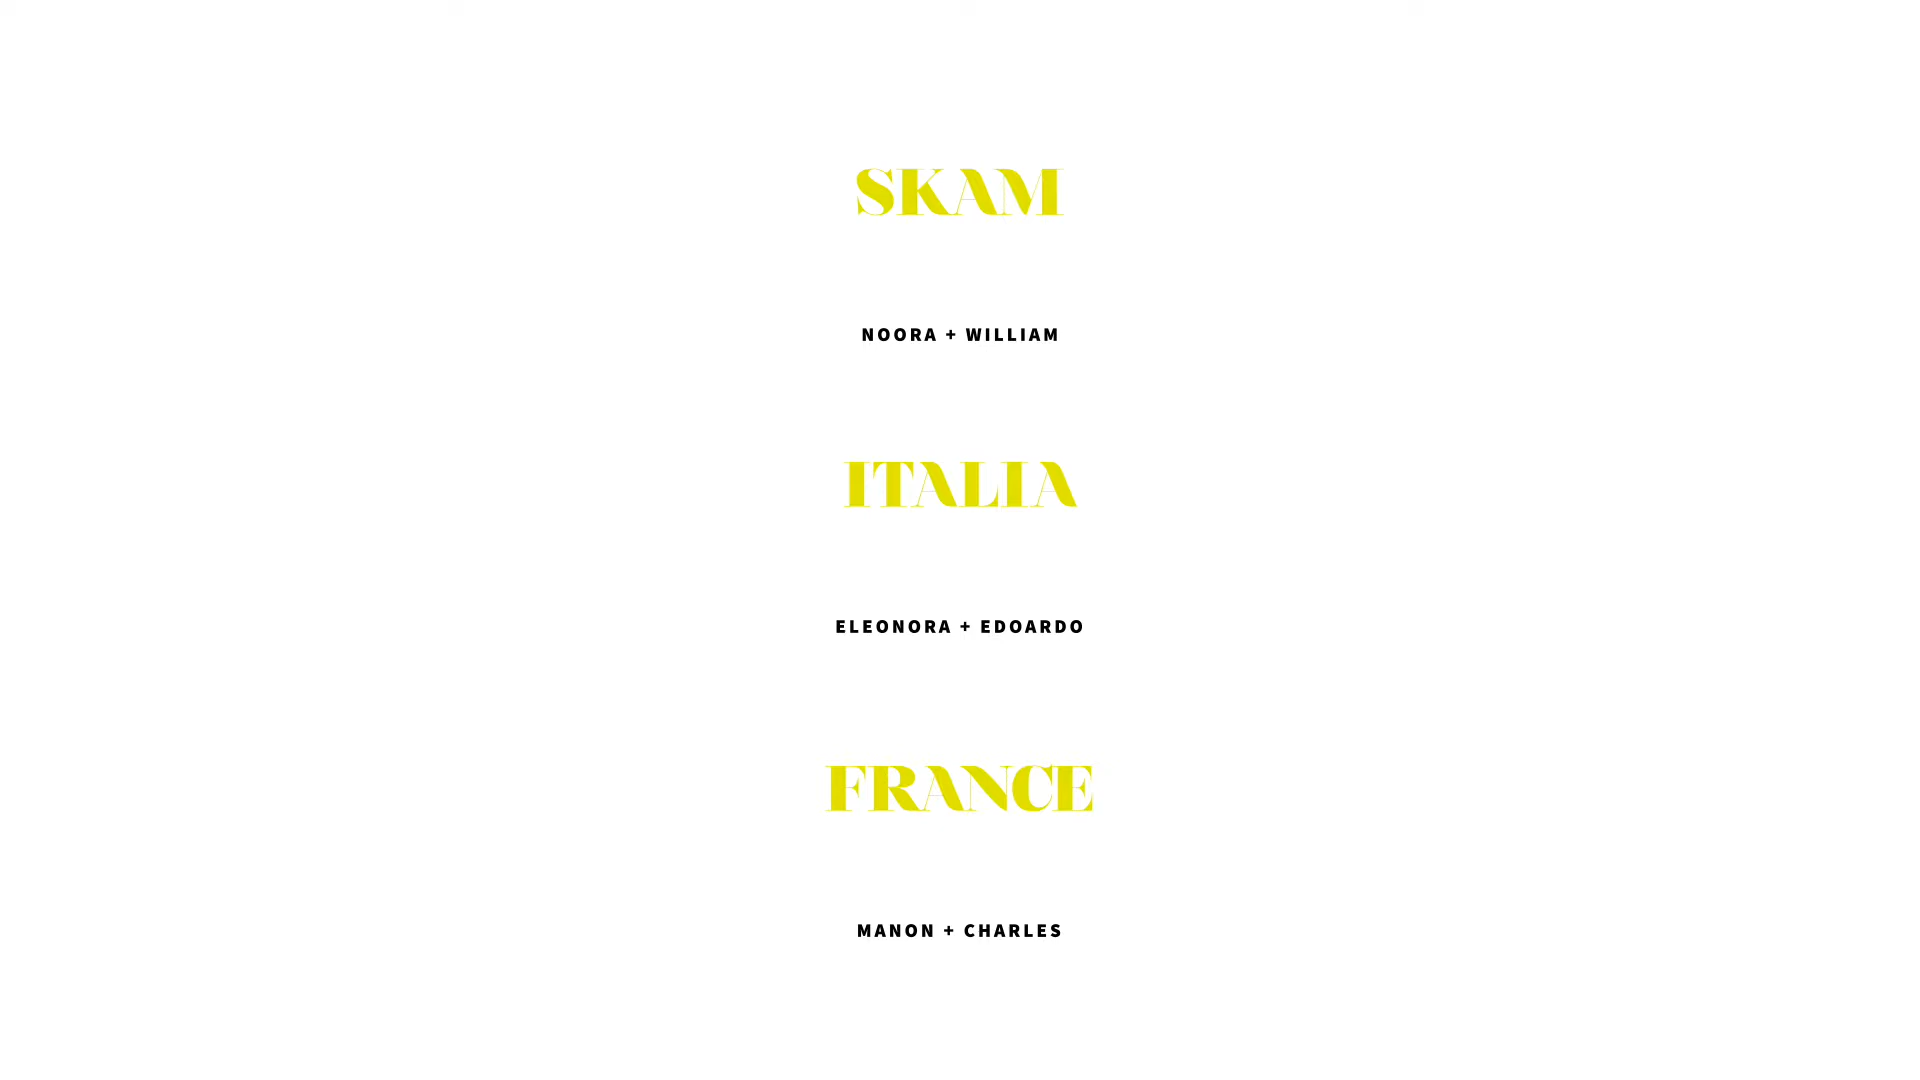 SKAM
NOORA + WILLIAM
ITALIA
ELEONORA + EDOARDO
FRANCE
MANON + CHARLES